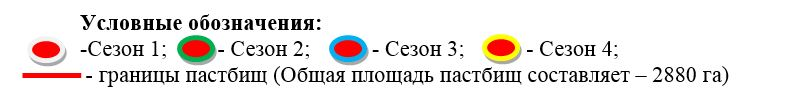 Условные обозначения:
-Сезон 1; - Сезон 2; - Сезон 3; - Сезон 4;
- границы пастбищ (Общая площадь пастбищ составляет – 2880 га)